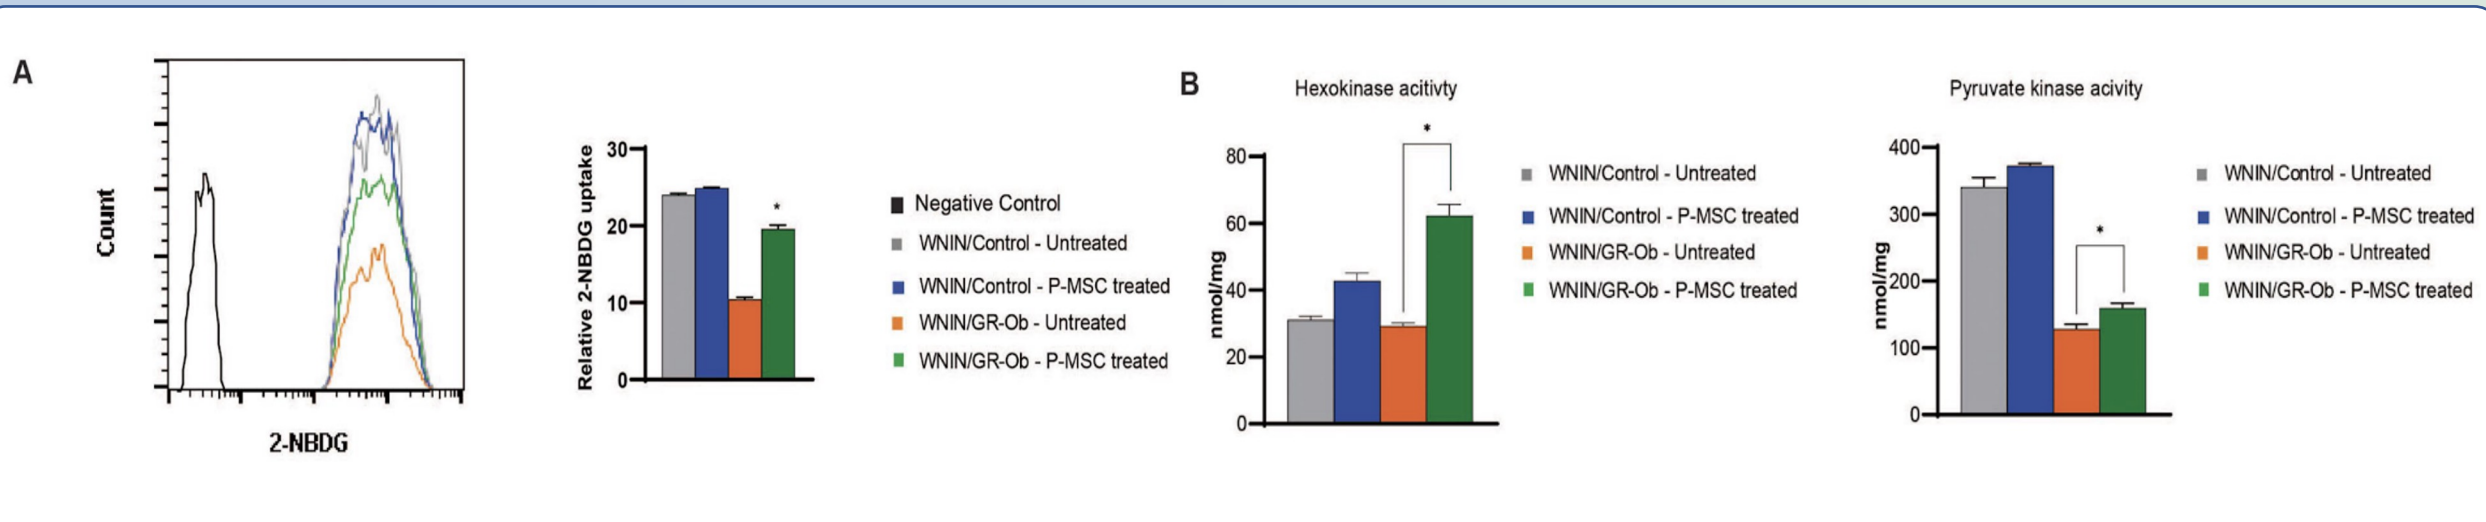 A
Count
2-NBDG
Relative 2-NBDG uptake
30
20
10
0
*
Negative Control
WNIN/Control - Untreated
WNIN/Control - P-MSC treated
WNIN/GR-Ob - Untreated
WNIN/GR-Ob - P-MSC treated
B
Hexokinase acitivty
nmol/mg
80
60
40
20
0
*
WNIN/Control - Untreated
WNIN/Control - P-MSC treated
WNIN/GR-Ob - Untreated
WNIN/GR-Ob - P-MSC treated
Pyruvate kinase acivity
nmol/mg
400
300
200
100
0
*
WNIN/Control - Untreated
WNIN/Control - P-MSC treated
WNIN/GR-Ob - Untreated
WNIN/GR-Ob - P-MSC treated